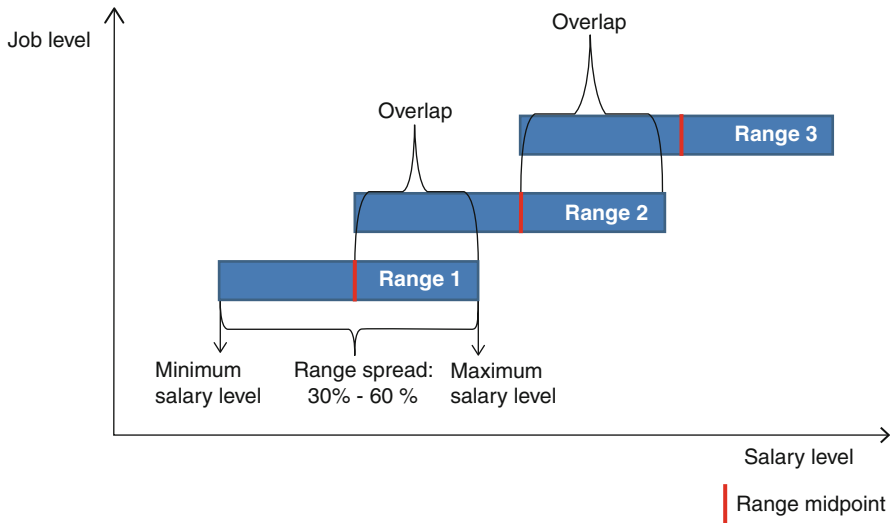 Overlap
Job level
Overlap
Range 3
Range 2
Range 1
Minimum
salary level
Range spread:
30% - 60 %
Maximum
salary level
Salary level
Range midpoint